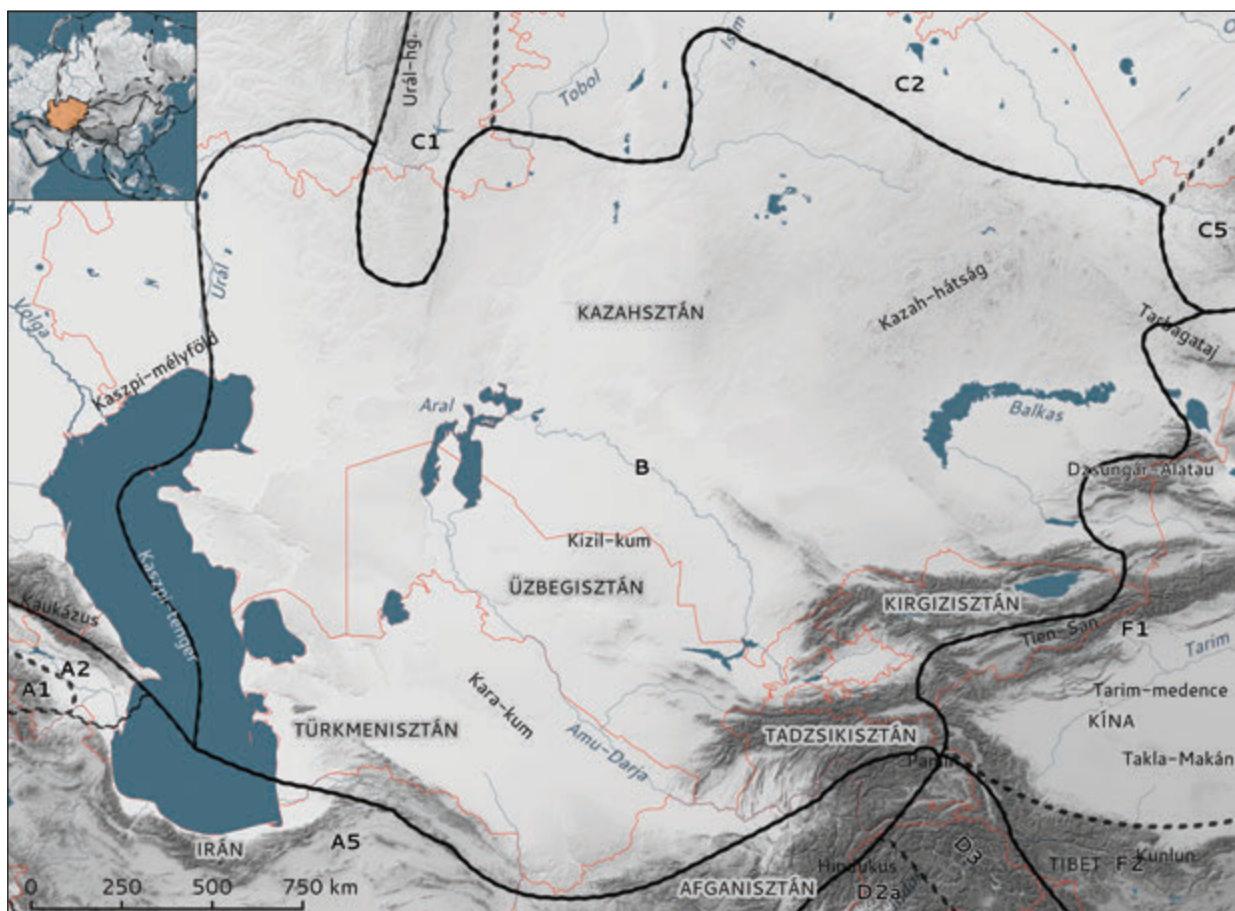 Urál-hg.
C1
Tobol
Isim
C2
C5
Urál
Volga
Kaszpi-mélyföld
KAZAHSZTÁN
Kazah-hátság
Tarbagataj
Aral
Balkas
B
Dzsungár-Alatau
Kizil-kum
ÜZBEGISZTÁN
KIRGIZISZTÁN
Kaukázus
Kaszpi-tenger
Tien-San
F1
Tarim
A2
A1
Kara-kum
Tarim-medence
KÍNA
TÜRKMENISZTÁN
Amu-Darja
TADZSIKISZTÁN
Pamír
Takla-Makán
IRÁN
A5
Hindukus
D3
TIBET
F2
Kunlun
AFGANISZTÁN
D2a
0 250 500 750 km